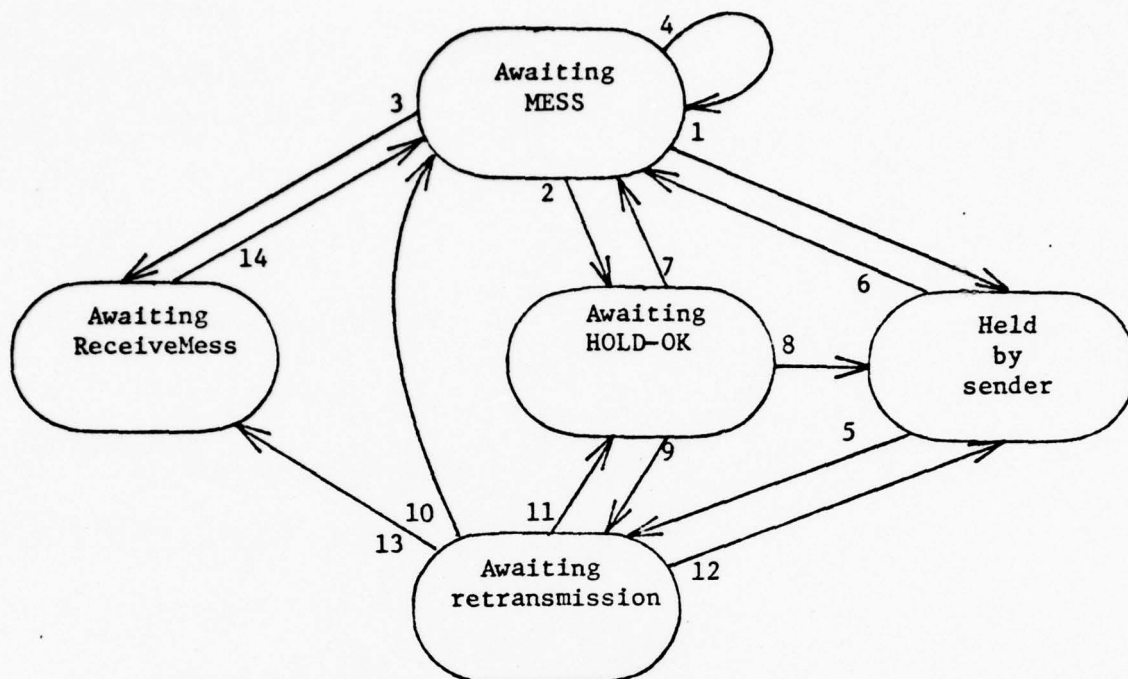 4
Awaiting
MESS
3
1
2
14
7
6
Awaiting
ReceiveMess
Awaiting
HOLD-OK
8
Held
by
sender
5
9
10
11
13
12
Awaiting
retransmission